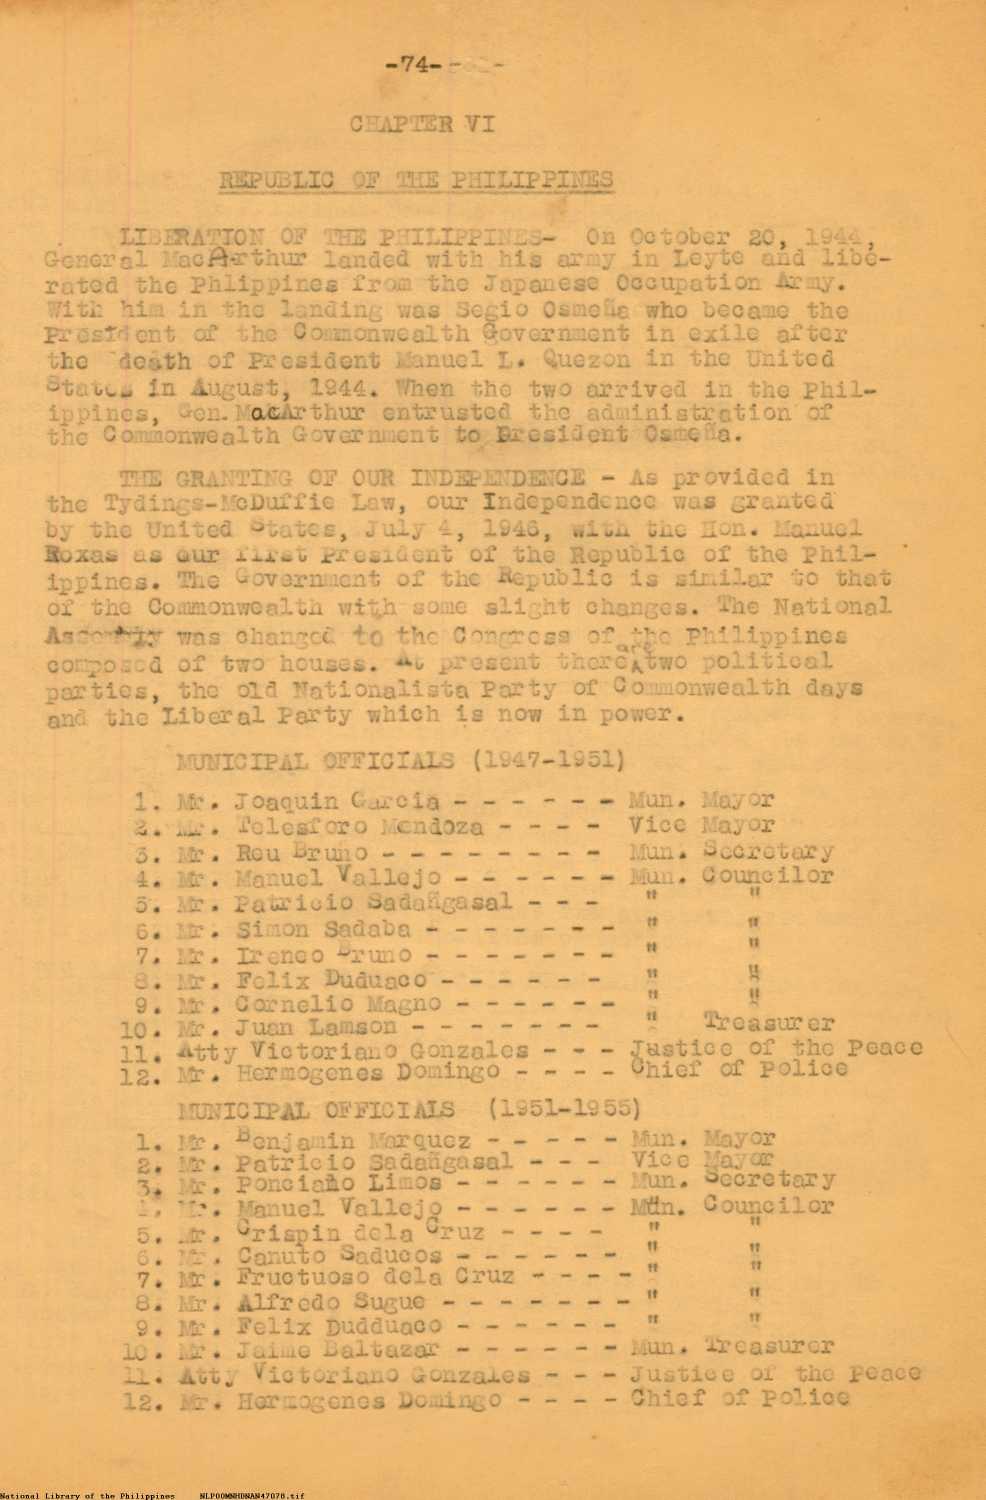 -74-
CHAPTER VI
REPUBLIC OF THE PHILIPPINES
LIBERATION OF THE PHILIPPINES- On October 20, 1944,
General MacArthur landed with his army in Leyte and libe-
rated the Phlippines from the Japanese Occupation Army.
With him in the landing was Segio Osmeña who became the
President of the Commonwealth Government in exile after
the death of President Manuel L. Quezon in the United
States in August, 1944. When the two arrived in the Phil-
ippines, Gen. MacArthur entrusted the administration of
the Commonwealth Government to President Osmeña.
THE GRANTING OF OUR INDEPENDENCE - As provided in
the Tydings-McDuffie Law, our Independence was granted
by the United States, July 4, 1946, with the Hon. Manuel
Roxas as our first President of the Republic of the Phil-
ippines. The Government of the Republic is similar to that
of the Commonwealth with some slight changes. The National
Assembly was changed to the Congress of the Philippines
composed of two houses. At present there are two political
parties, the old Nationalista Party of Commonwealth days
and the Liberal Party which is now in power.
MUNICIPAL OFFICIALS (1947-1951)
1. Mr. Joaquin Garcia - - - - - - Mun. Mayor
2. Mr. Telesforo Mendoza - - - - Vice Mayor
3. Mr. Reu Bruno - - - - - - - - Mun. Secretary
4. Mr. Manuel Vallejo - - - - - - Mun. Councilor
5. Mr. Patricio Sadañgasal - - - " "
6. Mr. Simon Sadaba - - - - - - - " "
7. Mr. Ireneo Bruno - - - - - - - " "
8. Mr. Felix Duduaco - - - - - - " "
9. Mr. Cornelio Magno - - - - - - " "
10. Mr. Juan Lamson - - - - - - - " Treasurer
11. Atty Victoriano Gonzales - - - Justice of the Peace
12. Mr. Hermogenes Domingo - - - - Chief of Police
MUNICIPAL OFFICIALS (1951-1955)
1. Mr. Benjamin Marquez - - - - - Mun. Mayor
2. Mr. Patricio Sadañgasal - - - Vice Mayor
3. Mr. Ponciano Limos - - - - - - Mun. Secretary
4. Mr. Manuel Vallejo - - - - - - Mun. Councilor
5. Mr. Crispin dela Cruz - - - - " "
6. Mr. Canuto Saducos - - - - - - " "
7. Mr. Fructuoso dela Cruz - - - - " "
8. Mr. Alfredo Sugue - - - - - - - " "
9. Mr. Felix Dudduaco - - - - - - " "
10. Mr. Jaime Baltazar - - - - - - Mun. Treasurer
11. Atty Victoriano Gonzales - - - Justice of the Peace
12. Mr. Hermogenes Domingo - - - - Chief of Police
National Library of the Philippines NLP00MNHDNAN47078.tif